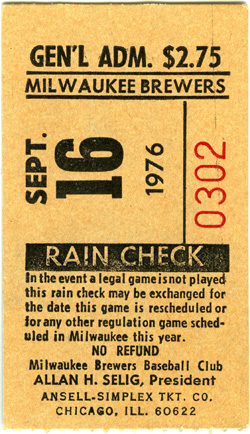 GEN'L ADM. $2.75
MILWAUKEE BREWERS
SEPT.
16
1976
0302
RAIN CHECK
In the event a legal game is not played
this rain check may be exchanged for
the date this game is rescheduled or
for any other regulation game sched-
uled in Milwaukee this year.
NO REFUND
Milwaukee Brewers Baseball Club
ALLAN H. SELIG, President
ANSELL-SIMPLEX TKT. CO.
CHICAGO, ILL. 60622